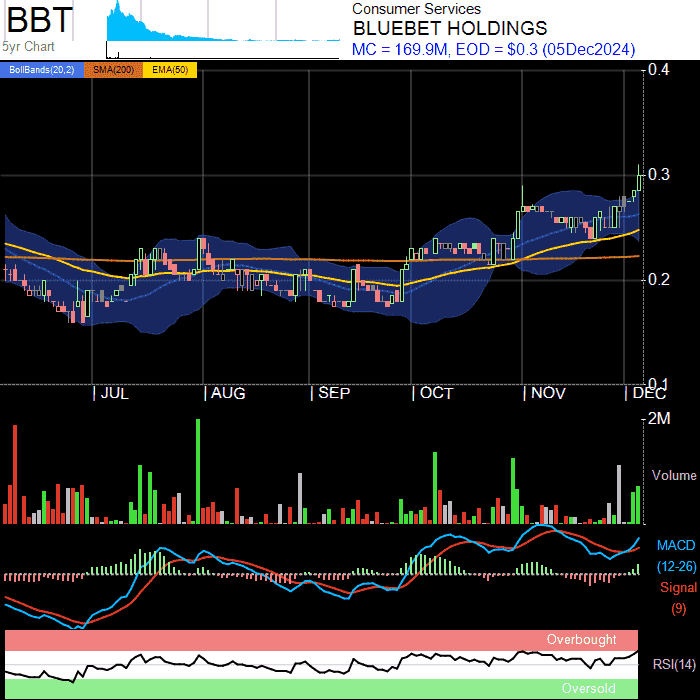 BBT
5yr Chart
Consumer Services
BLUEBET HOLDINGS
MC = 169.9M, EOD = $0.3 (05Dec2024)
BollBands(20,2) SMA(200) EMA(50)
0.4
0.3
0.2
0.1
JUL AUG SEP OCT NOV DEC
2M
Volume
MACD
(12-26)
Signal
(9)
Overbought
RSI(14)
Oversold